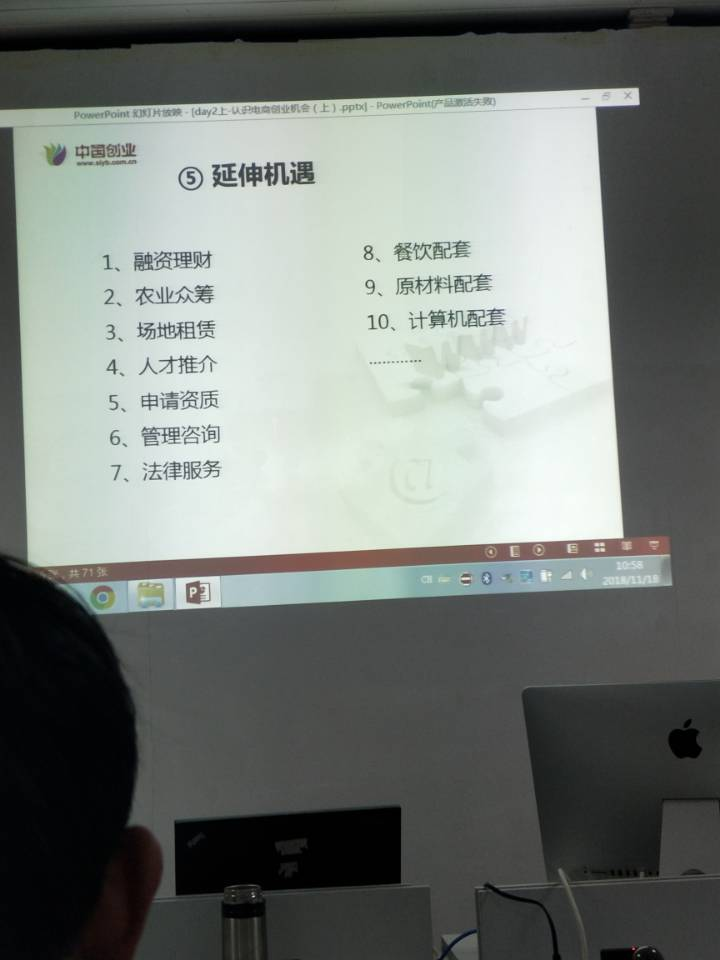 PowerPoint 幻灯片放映 - [day2上-认识电商创业机会（上）.pptx] - PowerPoint(产品激活失败)
中国创业
www.siyb.com.cn
⑤ 延伸机遇
1、融资理财
2、农业众筹
3、场地租赁
4、人才推介
5、申请资质
6、管理咨询
7、法律服务
8、餐饮配套
9、原材料配套
10、计算机配套
…………
张，共 71 张
CH
10:58
2018/11/18